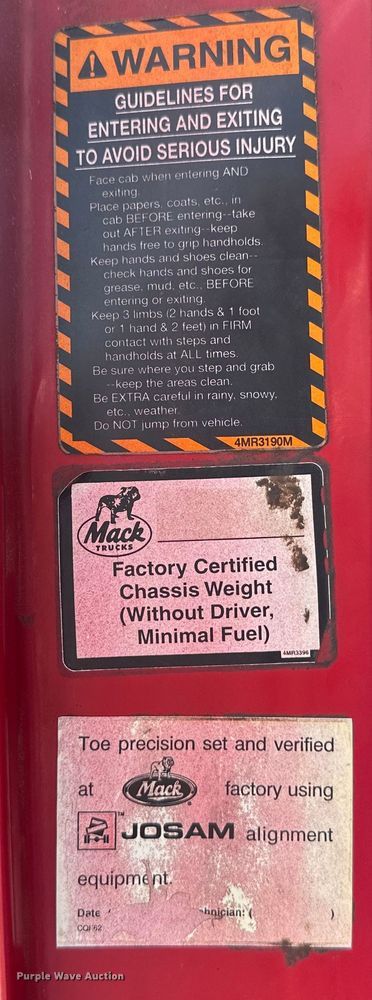 WARNING
GUIDELINES FOR
ENTERING AND EXITING
TO AVOID SERIOUS INJURY
Face cab when entering AND
exiting.
Place papers, coats, etc., in
cab BEFORE entering--take
out AFTER exiting--keep
hands free to grip handholds.
Keep hands and shoes clean--
check hands and shoes for
grease, mud, etc., BEFORE
entering or exiting.
Keep 3 limbs (2 hands & 1 foot
or 1 hand & 2 feet) in FIRM
contact with steps and
handholds at ALL times.
Be sure where you step and grab
--keep the areas clean.
Be EXTRA careful in rainy, snowy,
etc., weather.
Do NOT jump from vehicle.
4MR3190M
Mack
TRUCKS
Factory Certified
Chassis Weight
(Without Driver,
Minimal Fuel)
4MR3396
Toe precision set and verified
at Mack factory using
JOSAM alignment
equipment.
Date hnician: ( )
CQI 62
Purple Wave Auction